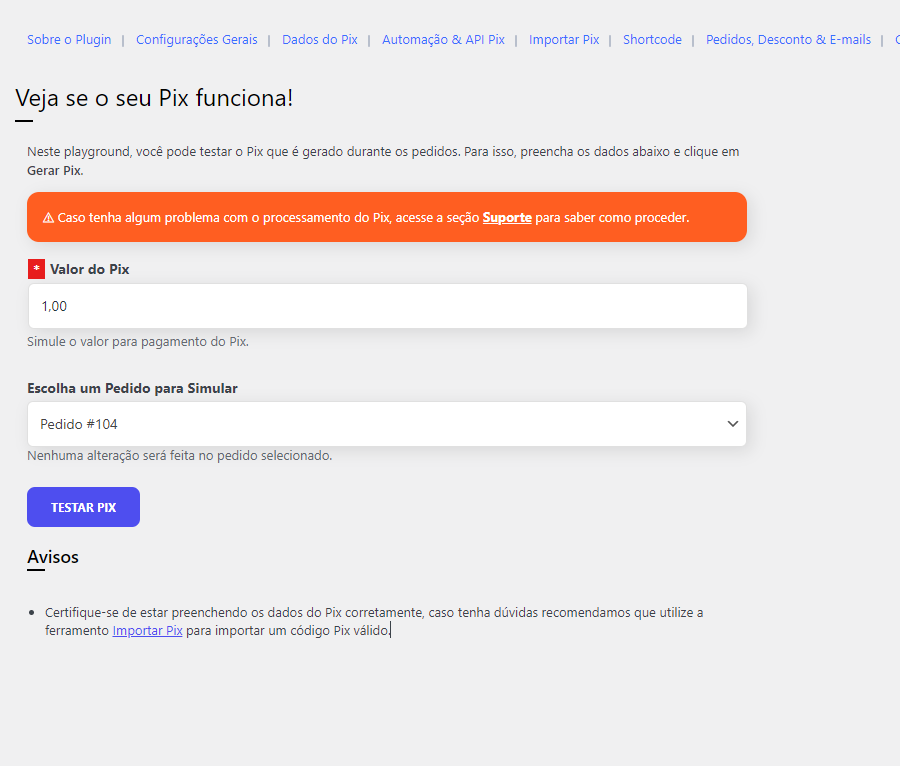 Sobre o Plugin | Configurações Gerais | Dados do Pix | Automação & API Pix | Importar Pix | Shortcode | Pedidos, Desconto & E-mails |
Veja se o seu Pix funciona!
Neste playground, você pode testar o Pix que é gerado durante os pedidos. Para isso, preencha os dados abaixo e clique em
Gerar Pix.
⚠ Caso tenha algum problema com o processamento do Pix, acesse a seção Suporte para saber como proceder.
* Valor do Pix
1,00
Simule o valor para pagamento do Pix.
Escolha um Pedido para Simular
Pedido #104
Nenhuma alteração será feita no pedido selecionado.
TESTAR PIX
Avisos
• Certifique-se de estar preenchendo os dados do Pix corretamente, caso tenha dúvidas recomendamos que utilize a
ferramento Importar Pix para importar um código Pix válido.